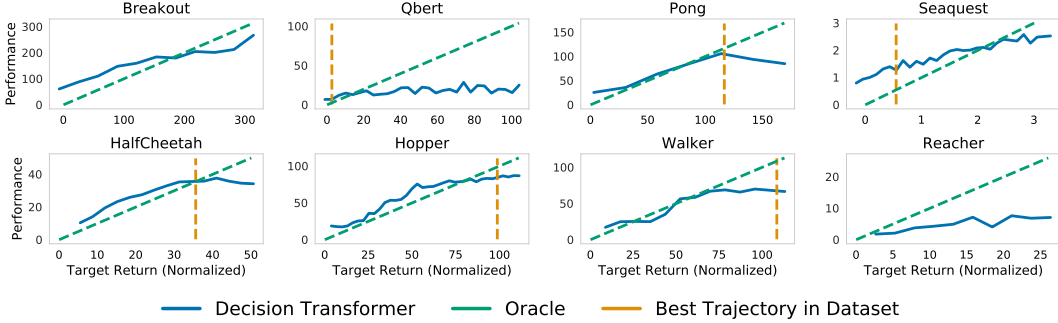 Breakout
Qbert
Pong
Seaquest
Performance
300
200
100
0
0 100 200 300
100
50
0
0 20 40 60 80 100
150
100
50
0
0 50 100 150
3
2
1
0
0 1 2 3
HalfCheetah
Hopper
Walker
Reacher
Performance
40
20
0
0 10 20 30 40 50
Target Return (Normalized)
100
50
0
0 25 50 75 100
Target Return (Normalized)
100
50
0
0 25 50 75 100
Target Return (Normalized)
20
10
0
0 5 10 15 20 25
Target Return (Normalized)
Decision Transformer
Oracle
Best Trajectory in Dataset